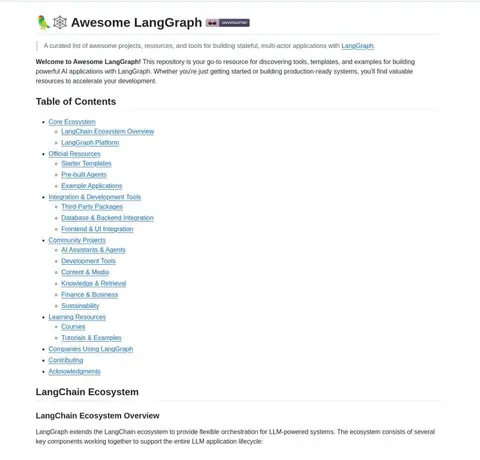 Awesome LangGraph
A curated list of awesome projects, resources, and tools for building stateful, multi-actor applications with LangGraph.
Welcome to Awesome LangGraph! This repository is your go-to resource for discovering tools, templates, and examples for building
powerful AI applications with LangGraph. Whether you're just getting started or building production-ready systems, you'll find valuable
resources to accelerate your development.
Table of Contents
Core Ecosystem
LangChain Ecosystem Overview
LangGraph Platform
Official Resources
Starter Templates
Pre-built Agents
Example Applications
Integration & Development Tools
Third-Party Packages
Database & Backend Integration
Frontend & UI Integration
Community Projects
AI Assistants & Agents
Development Tools
Content & Media
Knowledge & Retrieval
Finance & Business
Sustainability
Learning Resources
Courses
Tutorials & Examples
Companies Using LangGraph
Contributing
Acknowledgments
LangChain Ecosystem
LangChain Ecosystem Overview
LangGraph extends the LangChain ecosystem to provide flexible orchestration for LLM-powered systems. The ecosystem consists of several
key components working together to support the entire LLM application lifecycle: